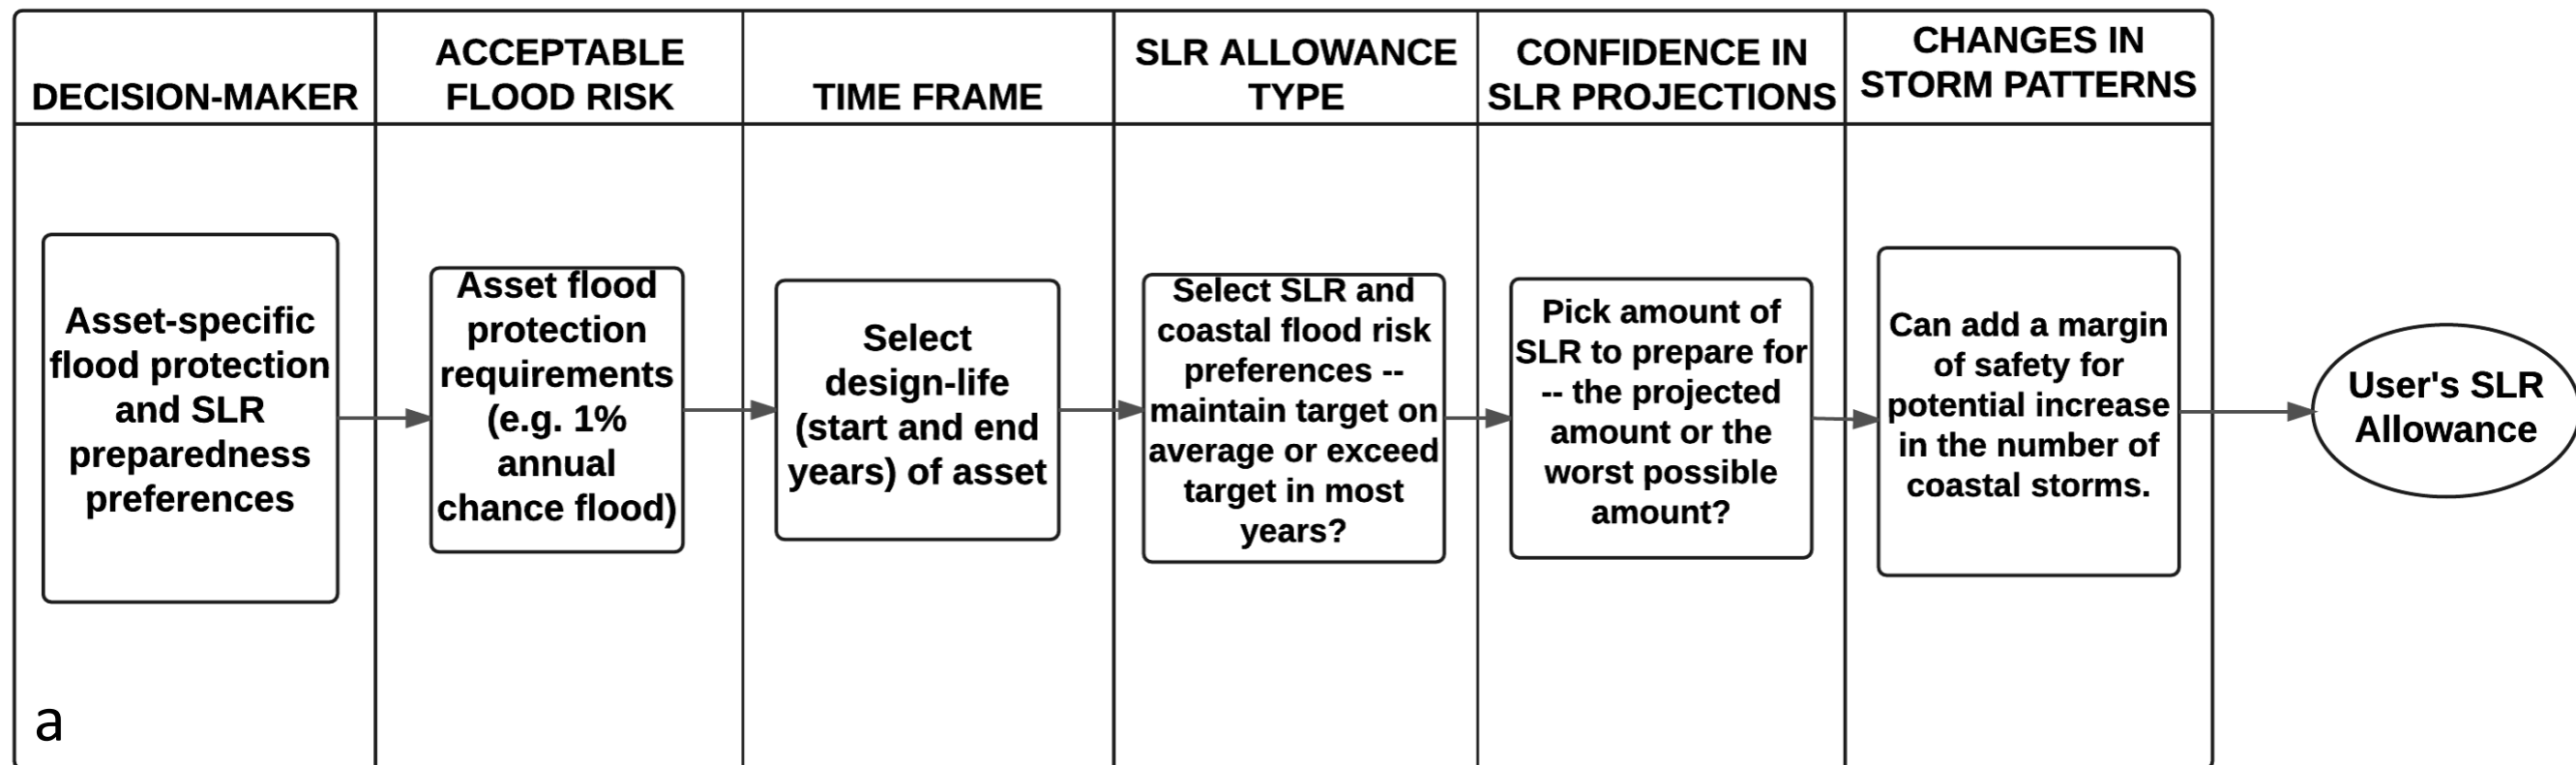 DECISION-MAKER
ACCEPTABLE
FLOOD RISK
TIME FRAME
SLR ALLOWANCE
TYPE
CONFIDENCE IN
SLR PROJECTIONS
CHANGES IN
STORM PATTERNS
Asset-specific
flood protection
and SLR
preparedness
preferences
Asset flood
protection
requirements
(e.g. 1%
annual
chance flood)
Select
design-life
(start and end
years) of asset
Select SLR and
coastal flood risk
preferences --
maintain target on
average or exceed
target in most
years?
Pick amount of
SLR to prepare for
-- the projected
amount or the
worst possible
amount?
Can add a margin
of safety for
potential increase
in the number of
coastal storms.
User's SLR
Allowance
a